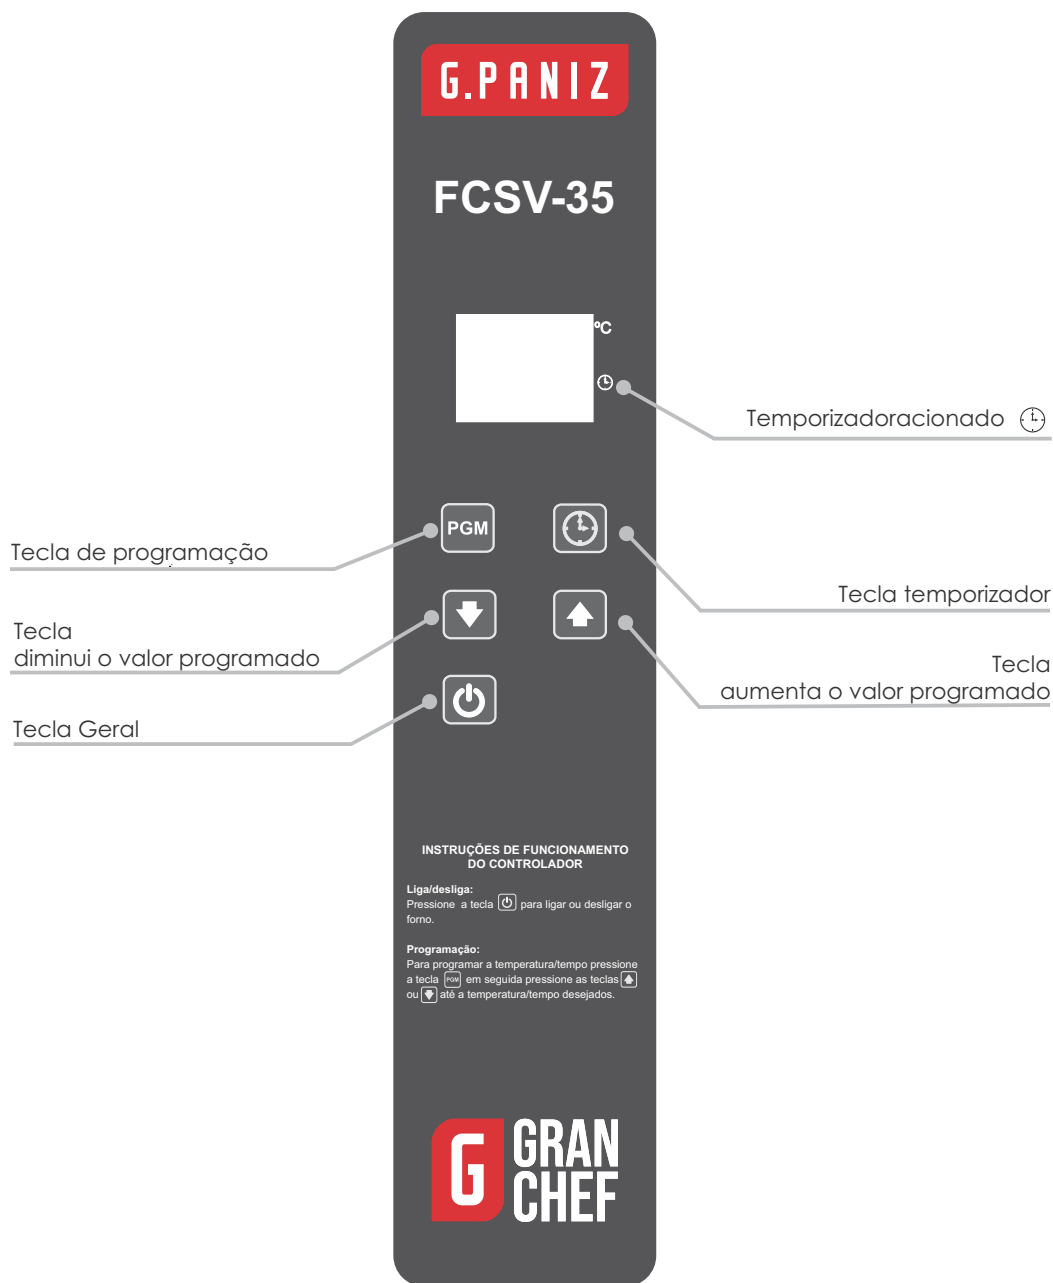 G.PANIZ
FCSV-35
ºC
Temporizadoracionado
PGM
Tecla de programação
Tecla temporizador
Tecla
diminui o valor programado
Tecla
aumenta o valor programado
Tecla Geral
INSTRUÇÕES DE FUNCIONAMENTO
DO CONTROLADOR
Liga/desliga:
Pressione a tecla para ligar ou desligar o
forno.
Programação:
Para programar a temperatura/tempo pressione
a tecla PGM em seguida pressione as teclas
ou até a temperatura/tempo desejados.
G GRAN
CHEF